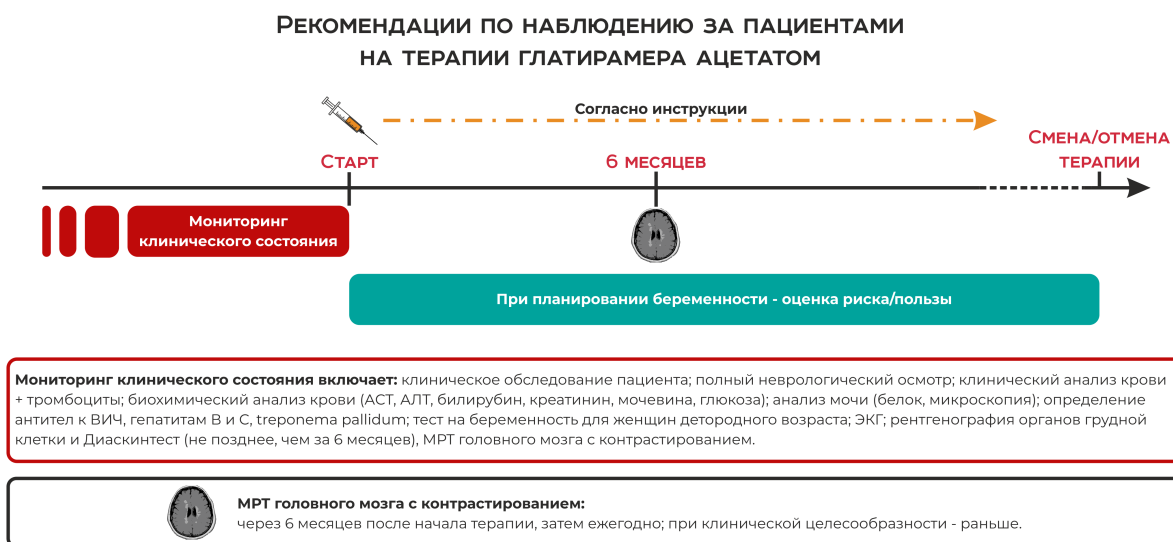 Рекомендации по наблюдению за пациентами
на терапии глатирамера ацетатом
Согласно инструкции
Старт
6 месяцев
Смена/отмена
терапии
Мониторинг
клинического состояния
При планировании беременности - оценка риска/пользы
Мониторинг клинического состояния включает: клиническое обследование пациента; полный неврологический осмотр; клинический анализ крови
+ тромбоциты; биохимический анализ крови (АСТ, АЛТ, билирубин, креатинин, мочевина, глюкоза); анализ мочи (белок, микроскопия); определение
антител к ВИЧ, гепатитам В и С, treponema pallidum; тест на беременность для женщин детородного возраста; ЭКГ; рентгенография органов грудной
клетки и Диаскинтест (не позднее, чем за 6 месяцев), МРТ головного мозга с контрастированием.
МРТ головного мозга с контрастированием:
через 6 месяцев после начала терапии, затем ежегодно; при клинической целесообразности - раньше.